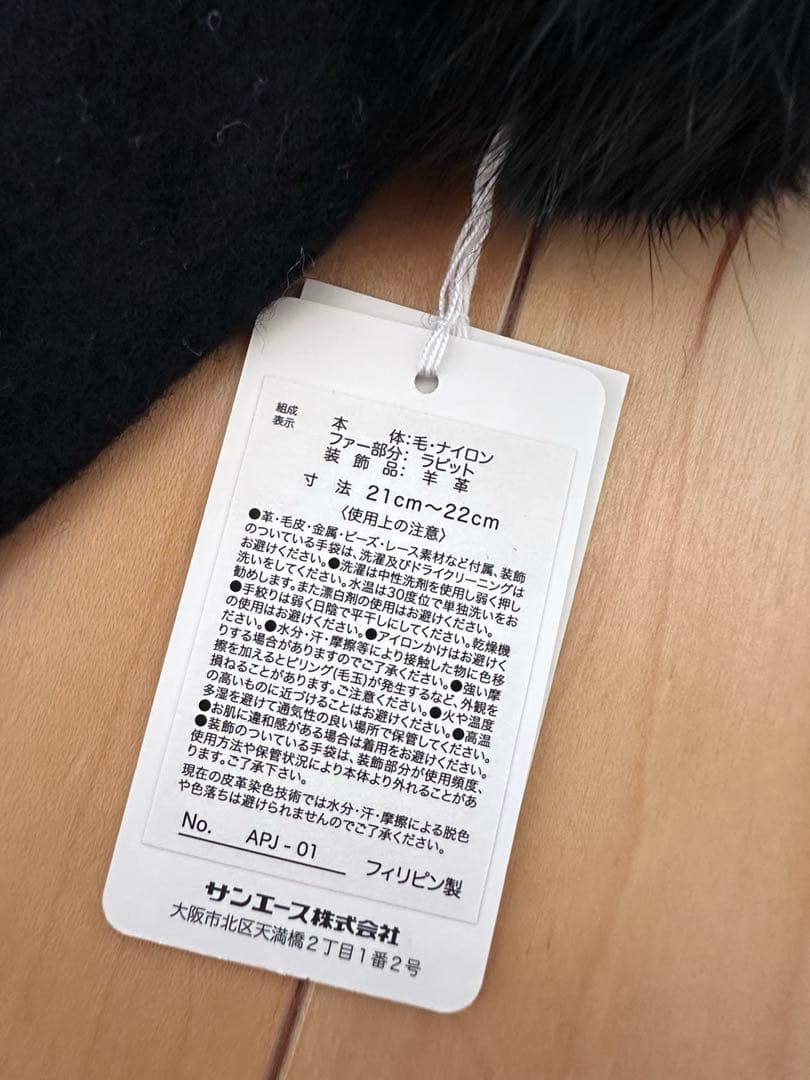 組成
表示
本体:毛・ナイロン
ファー部分:ラビット
装飾品:羊革
寸法 21cm～22cm
〈使用上の注意〉
●革・毛皮・金属・ビーズ・レース素材など付属、装飾
のついている手袋は、洗濯及びドライクリーニングは
お避けください。●洗濯は中性洗剤を使用し弱く押し
洗いをしてください。水温は30度位で単独洗いをお
勧めします。また漂白剤の使用はお避けください。
●手絞りは弱く日陰で平干しにしてください。乾燥機
の使用はお避けください。●アイロンかけはお避けく
ださい。●水分・汗・摩擦等により接触した物に色移
りする場合がありますのでご了承ください。●強い摩
擦を加えるとピリング(毛玉)が発生するなど、外観を
損ねることがあります。ご注意ください。●火や温度
の高いものに近づけることはお避けください。●高温
多湿を避けて通気性の良い場所で保管してください。
●お肌に違和感がある場合は着用をお避けください。
●装飾のついている手袋は、装飾部分が使用頻度、
使用方法や保管状況により本体より外れることがあ
ります。ご了承下さい。
現在の皮革染色技術では水分・汗・摩擦による脱色
や色落ちは避けられませんのでご了承ください。
No. APJ-01 フィリピン製
サンエース株式会社
大阪市北区天満橋2丁目1番2号